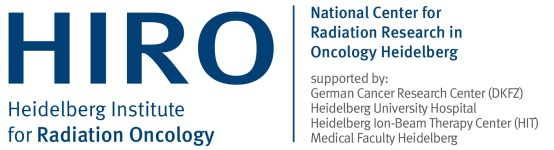 HIRO
Heidelberg Institute
for Radiation Oncology
National Center for
Radiation Research in
Oncology Heidelberg
supported by:
German Cancer Research Center (DKFZ)
Heidelberg University Hospital
Heidelberg Ion-Beam Therapy Center (HIT)
Medical Faculty Heidelberg